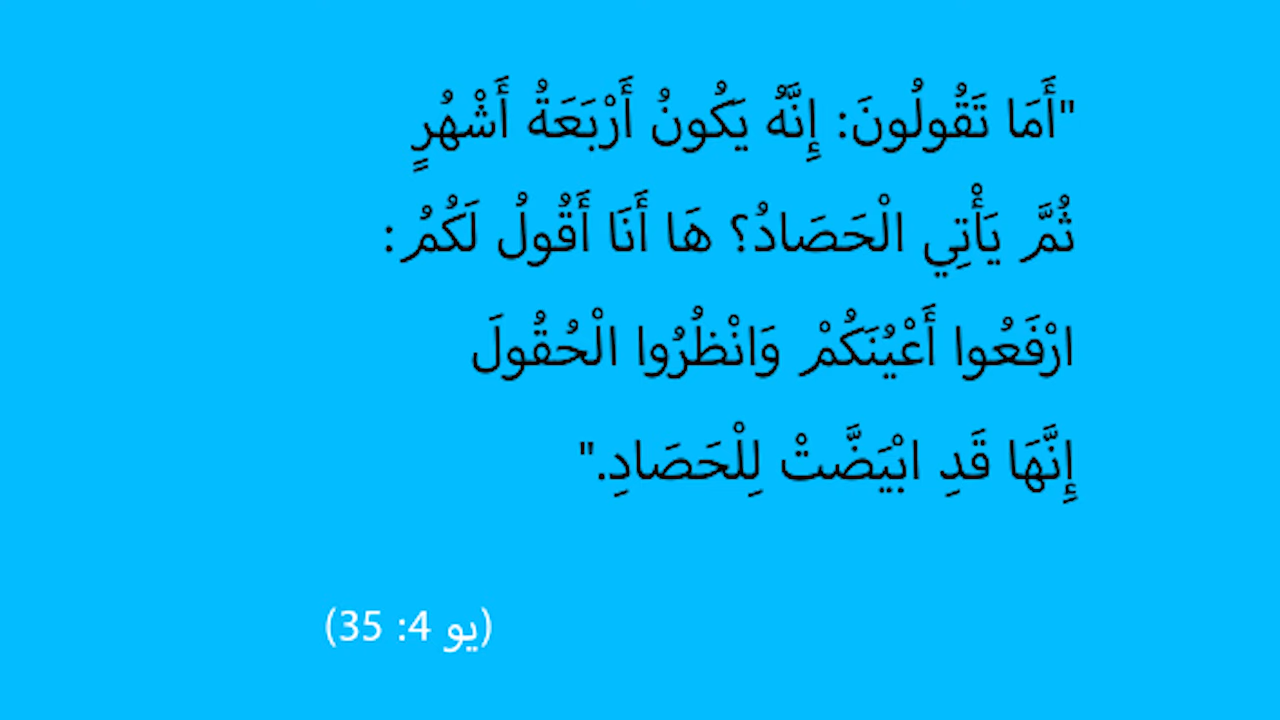 "أَمَا تَقُولُونَ: إِنَّهُ يَكُونُ أَرْبَعَةُ أَشْهُرٍ
ثُمَّ يَأْتِي الْحَصَادُ؟ هَا أَنَا أَقُولُ لَكُمُ:
ارْفَعُوا أَعْيُنَكُمْ وَانْظُرُوا الْحُقُولَ
إِنَّهَا قَدِ ابْيَضَّتْ لِلْحَصَادِ."
(يو 4: 35)